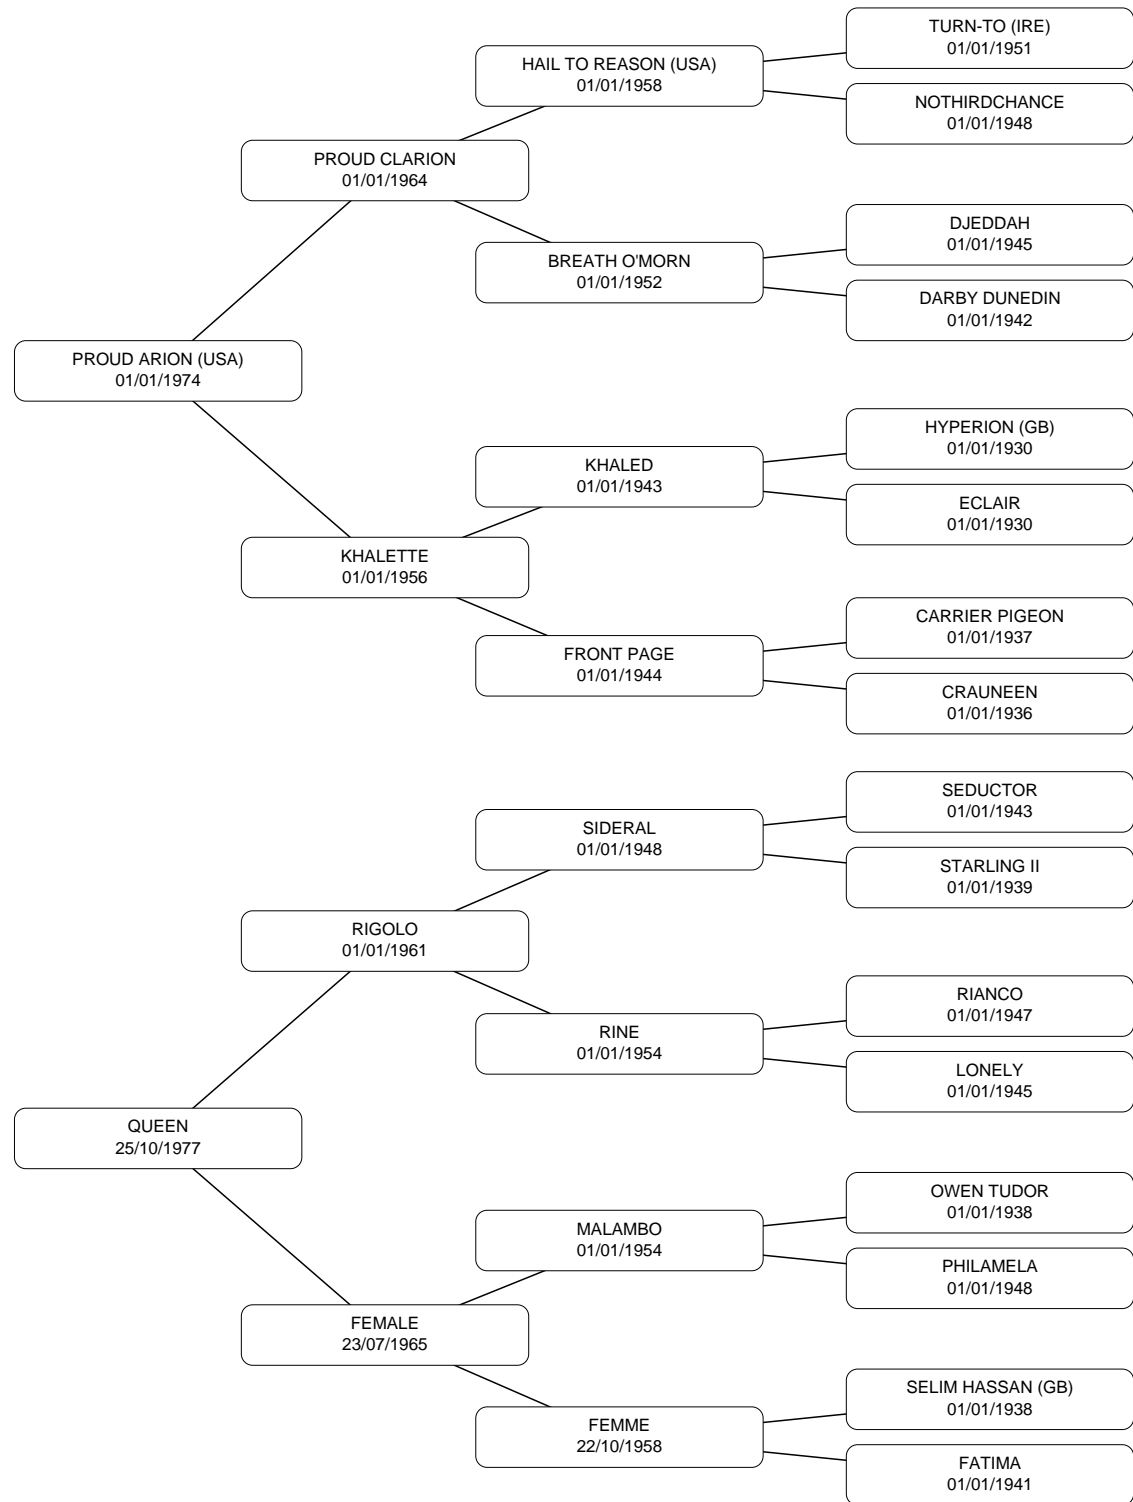 TURN-TO (IRE)
01/01/1951
HAIL TO REASON (USA)
01/01/1958
NOTHIRDCHANCE
01/01/1948
PROUD CLARION
01/01/1964
DJEDDAH
01/01/1945
BREATH O'MORN
01/01/1952
DARBY DUNEDIN
01/01/1942
PROUD ARION (USA)
01/01/1974
HYPERION (GB)
01/01/1930
KHALED
01/01/1943
ECLAIR
01/01/1930
KHALETTE
01/01/1956
CARRIER PIGEON
01/01/1937
FRONT PAGE
01/01/1944
CRAUNEEN
01/01/1936
SEDUCTOR
01/01/1943
SIDERAL
01/01/1948
STARLING II
01/01/1939
RIGOLO
01/01/1961
RIANCO
01/01/1947
RINE
01/01/1954
LONELY
01/01/1945
QUEEN
25/10/1977
OWEN TUDOR
01/01/1938
MALAMBO
01/01/1954
PHILAMELA
01/01/1948
FEMALE
23/07/1965
SELIM HASSAN (GB)
01/01/1938
FEMME
22/10/1958
FATIMA
01/01/1941